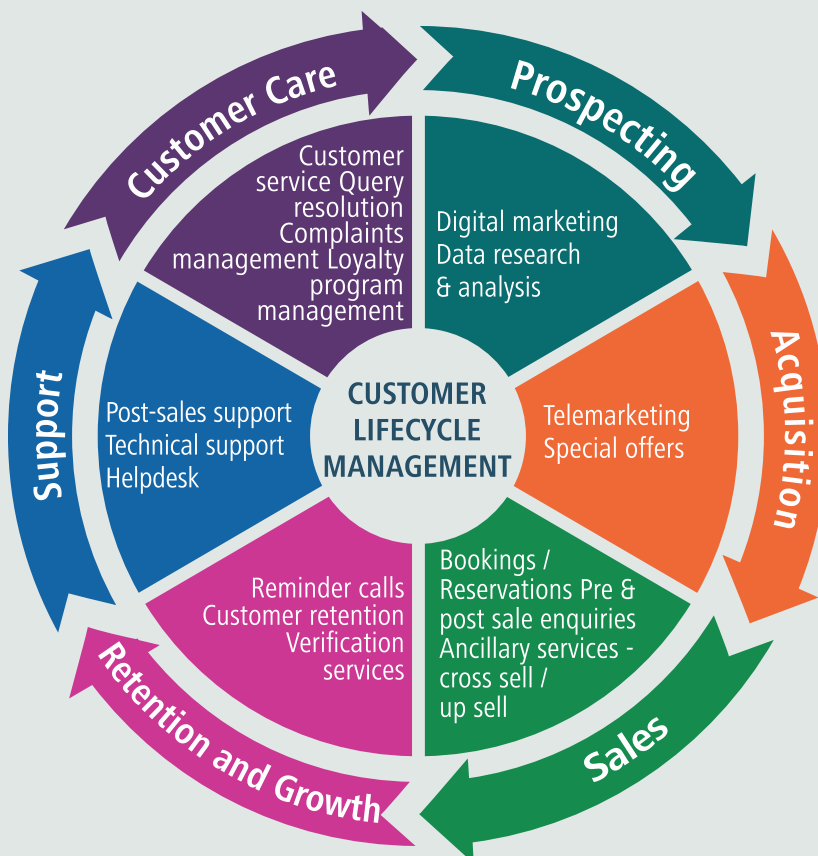 CUSTOMER
LIFECYCLE
MANAGEMENT
Prospecting
Digital marketing
Data research
& analysis
Acquisition
Telemarketing
Special offers
Sales
Bookings /
Reservations Pre &
post sale enquiries
Ancillary services -
cross sell /
up sell
Retention and Growth
Reminder calls
Customer retention
Verification
services
Support
Post-sales support
Technical support
Helpdesk
Customer Care
Customer
service Query
resolution
Complaints
management Loyalty
program
management